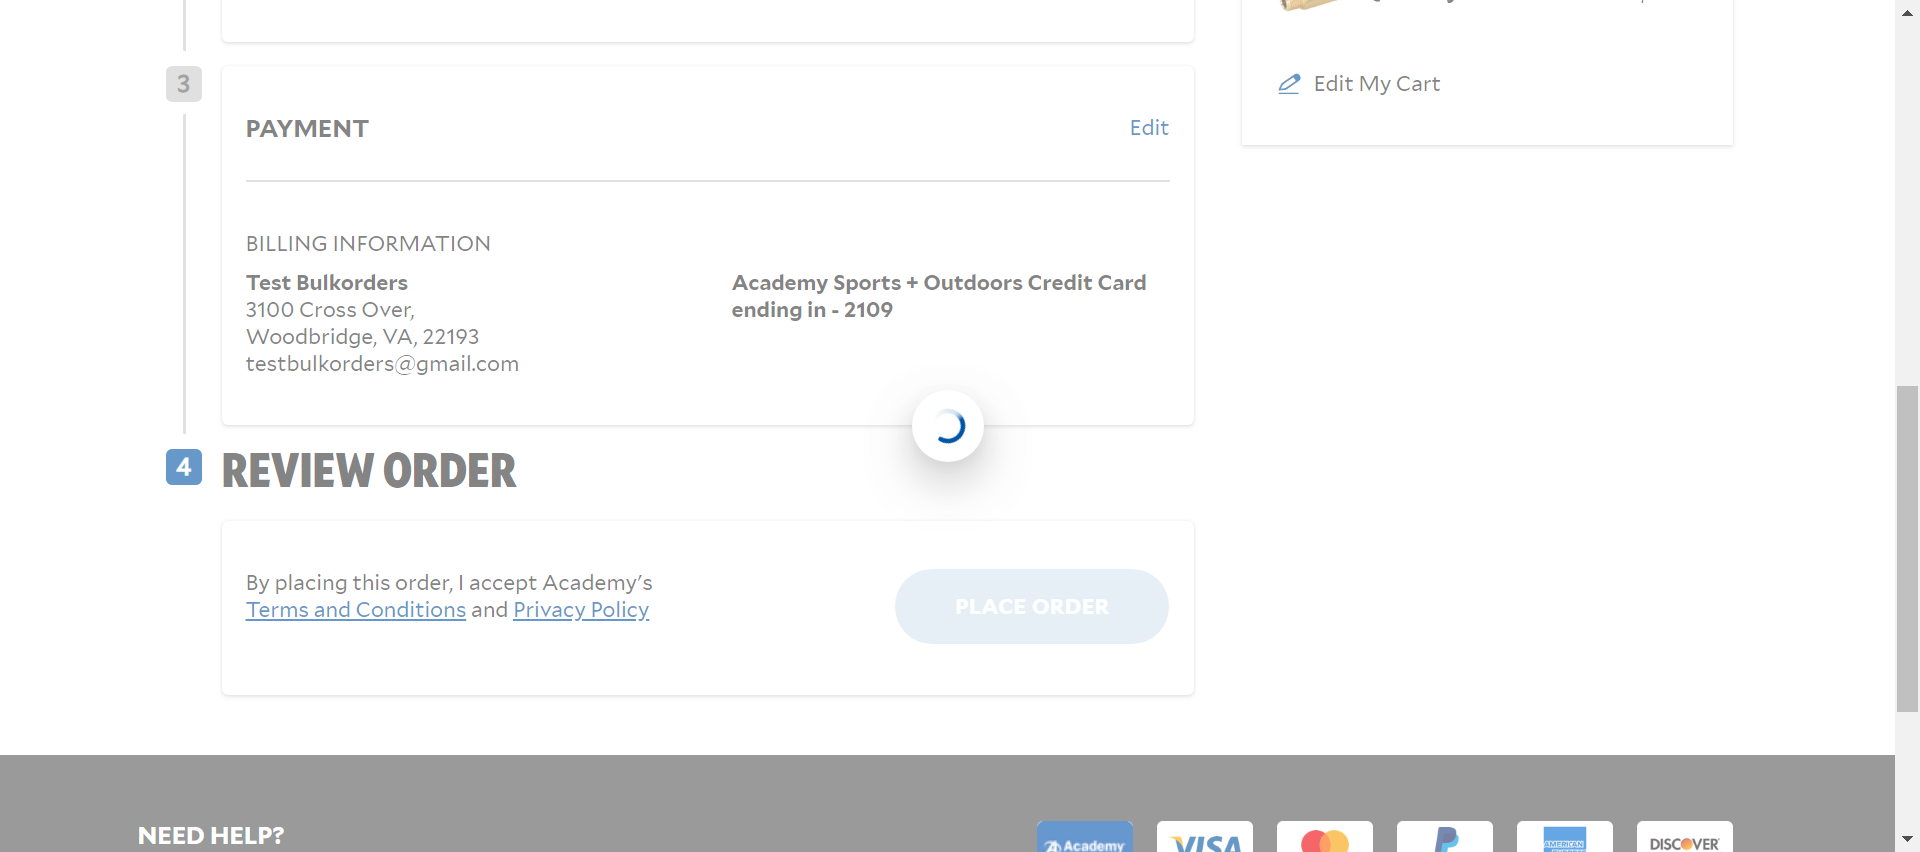 Edit My Cart
3
PAYMENT
Edit
BILLING INFORMATION
Test Bulkorders
3100 Cross Over,
Woodbridge, VA, 22193
testbulkorders@gmail.com
Academy Sports + Outdoors Credit Card
ending in - 2109
4
REVIEW ORDER
By placing this order, I accept Academy's
Terms and Conditions and Privacy Policy
PLACE ORDER
NEED HELP?
Academy
VISA
AMERICAN
DISCOVER